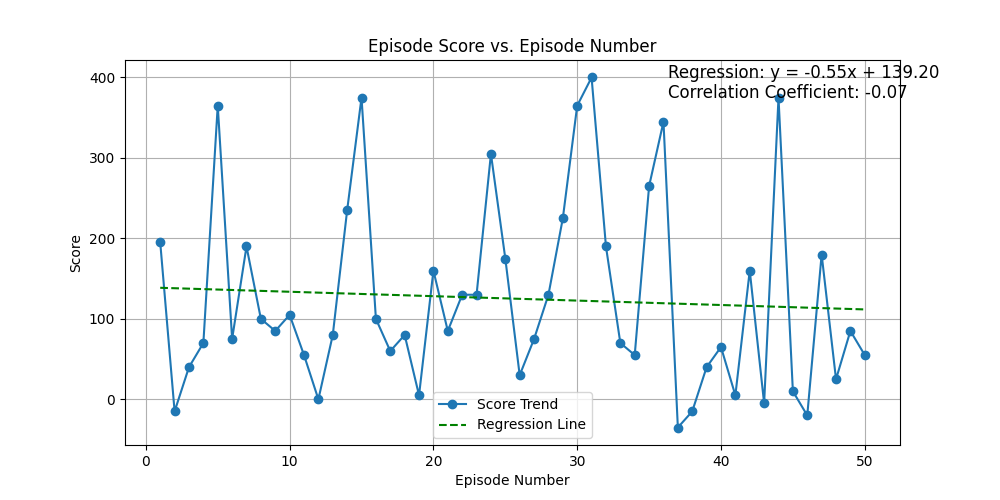 Episode Score vs. Episode Number
Regression: y = -0.55x + 139.20
Correlation Coefficient: -0.07
400
300
200
100
0
Score
Score Trend
Regression Line
0 10 20 30 40 50
Episode Number